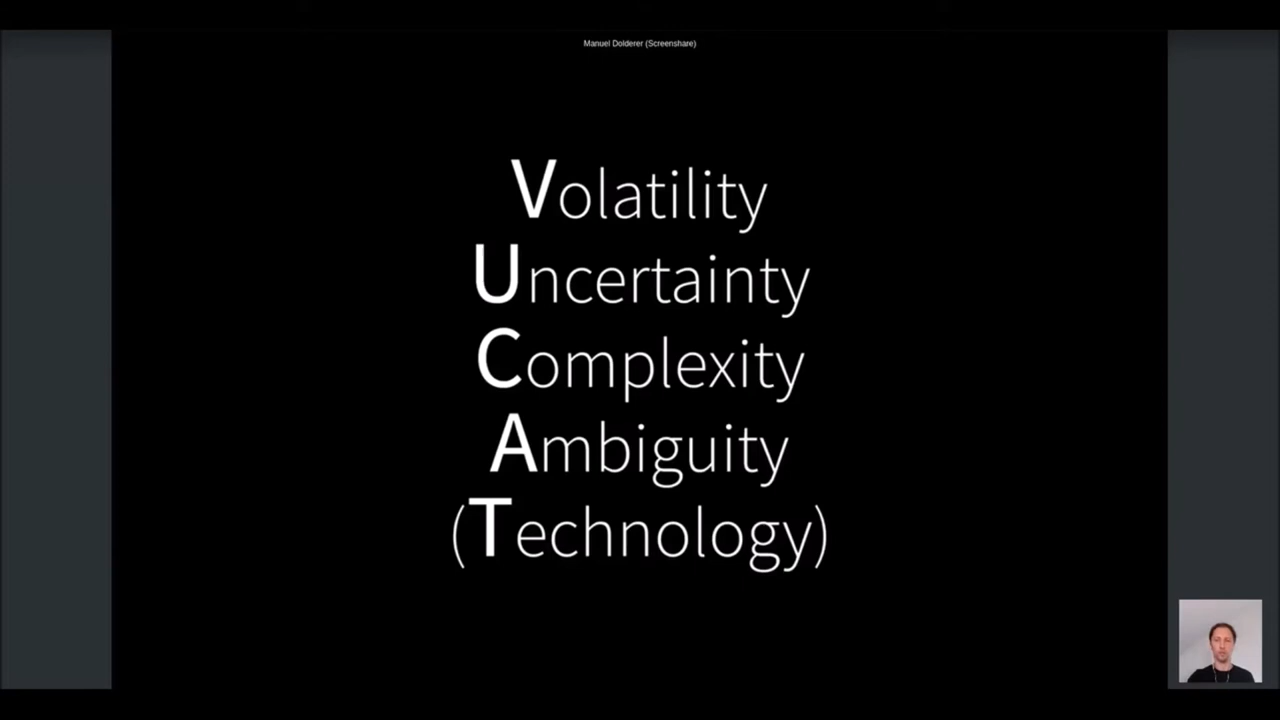 Manuel Dolderer (Screenshare)
Volatility
Uncertainty
Complexity
Ambiguity
(Technology)